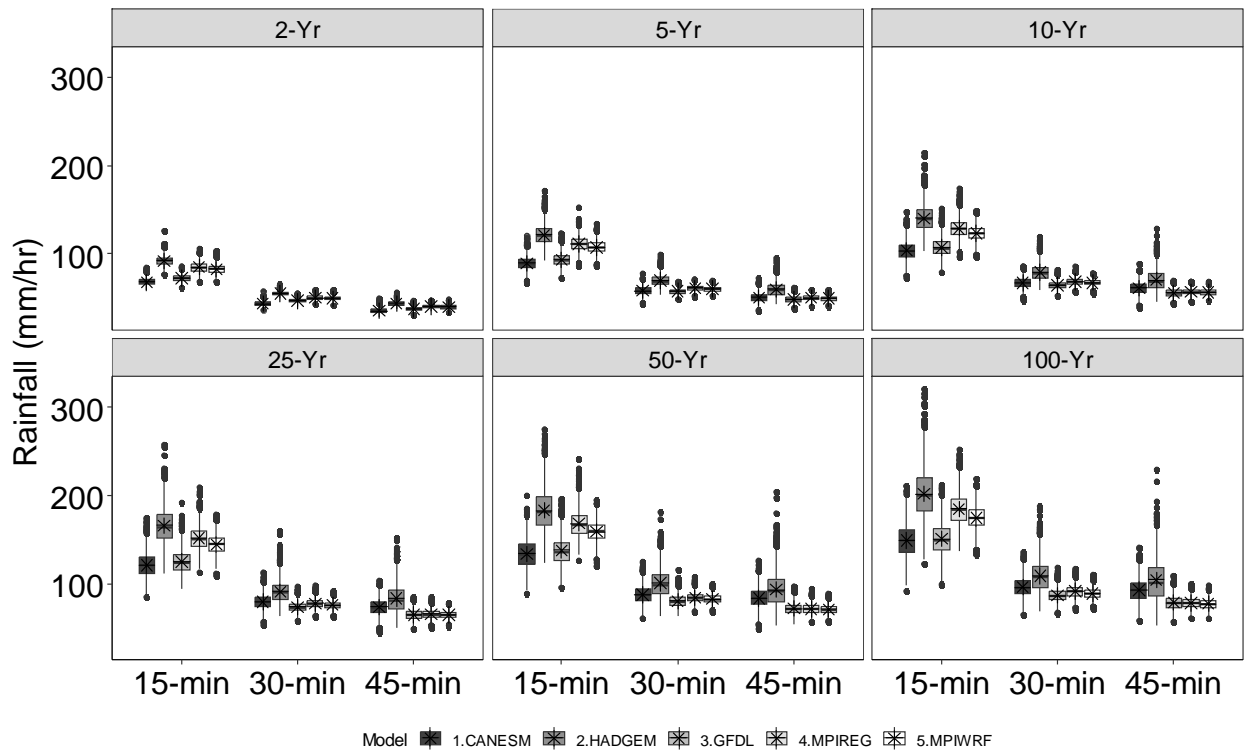 2-Yr 5-Yr 10-Yr
300
200
100
25-Yr 50-Yr 100-Yr
300
200
100
Rainfall (mm/hr)
15-min 30-min 45-min 15-min 30-min 45-min 15-min 30-min 45-min
Model 1.CANESM 2.HADGEM 3.GFDL 4.MPIREG 5.MPIWRF